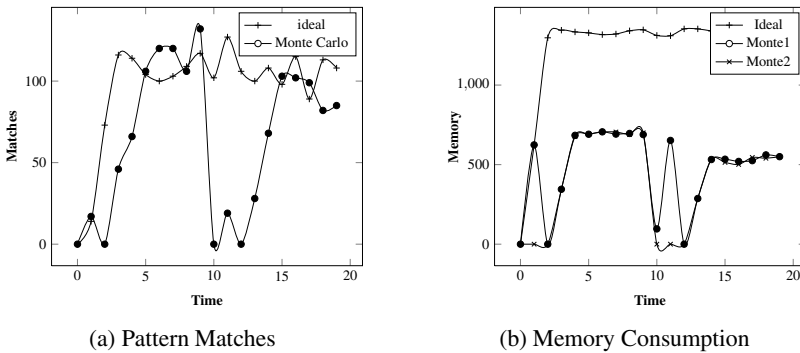 ideal
Monte Carlo
100
50
0
Matches
0 5 10 15 20
Time
(a) Pattern Matches
Ideal
Monte1
Monte2
1,000
500
0
Memory
0 5 10 15 20
Time
(b) Memory Consumption